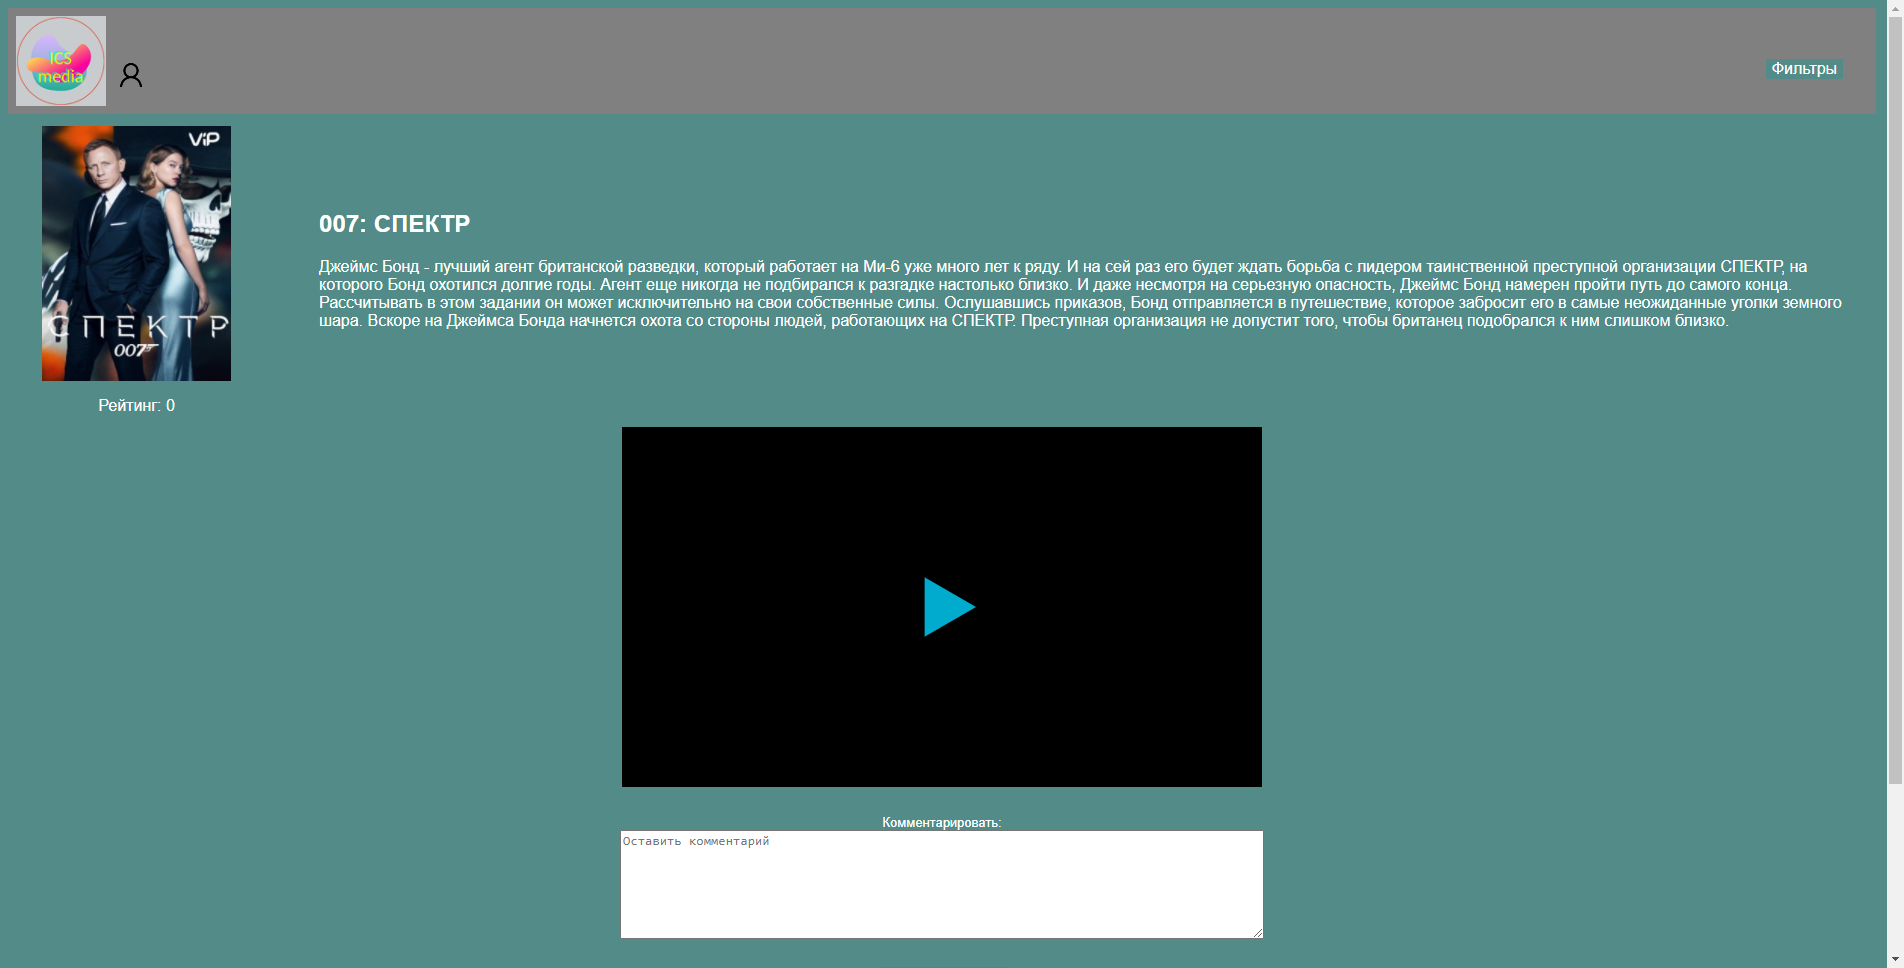 ICS
media
Фильтры
ViP
СПЕКТР
007
Рейтинг: 0
007: СПЕКТР
Джеймс Бонд - лучший агент британской разведки, который работает на Ми-6 уже много лет к ряду. И на сей раз его будет ждать борьба с лидером таинственной преступной организации СПЕКТР, на
которого Бонд охотился долгие годы. Агент еще никогда не подбирался к разгадке настолько близко. И даже несмотря на серьезную опасность, Джеймс Бонд намерен пройти путь до самого конца.
Рассчитывать в этом задании он может исключительно на свои собственные силы. Ослушавшись приказов, Бонд отправляется в путешествие, которое забросит его в самые неожиданные уголки земного
шара. Вскоре на Джеймса Бонда начнется охота со стороны людей, работающих на СПЕКТР. Преступная организация не допустит того, чтобы британец подобрался к ним слишком близко.
Комментарировать:
Оставить комментарий